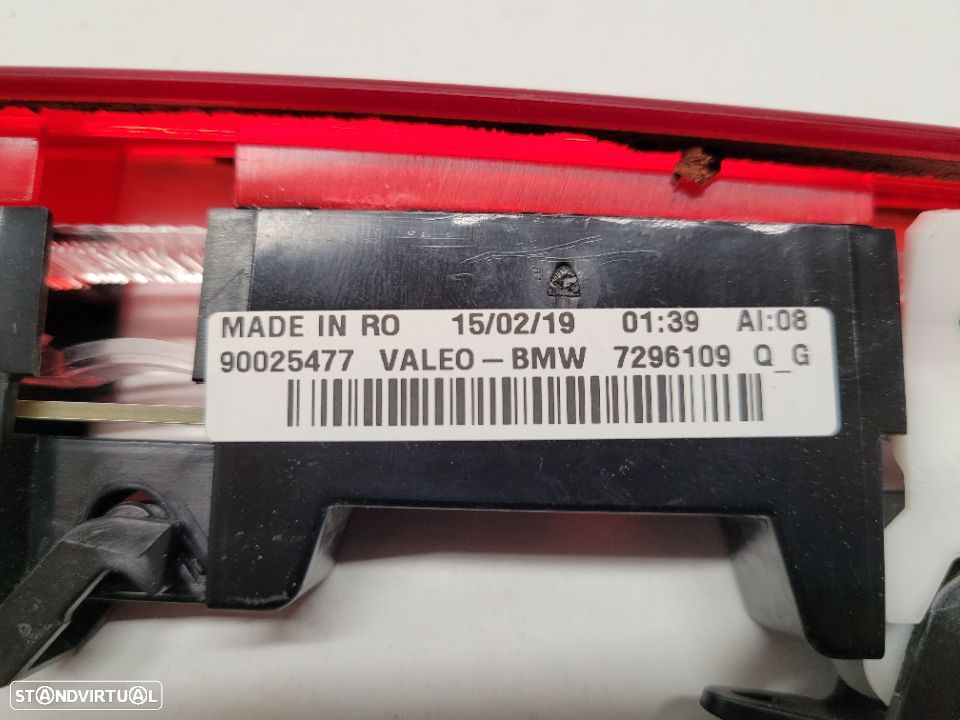 MADE IN RO 15/02/19 01:39 AI:08
90025477 VALEO-BMW 7296109 Q_G
STANDVIRTUAL